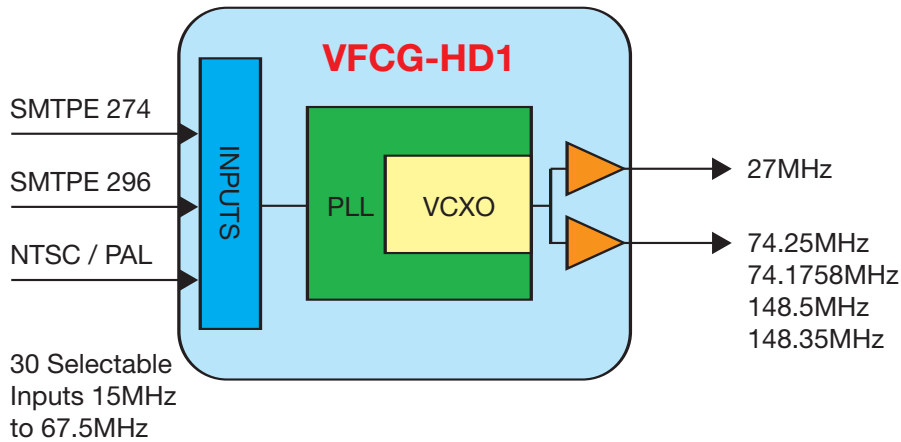 VFCG-HD1
SMTPE 274
SMTPE 296
NTSC / PAL
30 Selectable
Inputs 15MHz
to 67.5MHz
INPUTS
PLL
VCXO
27MHz
74.25MHz
74.1758MHz
148.5MHz
148.35MHz